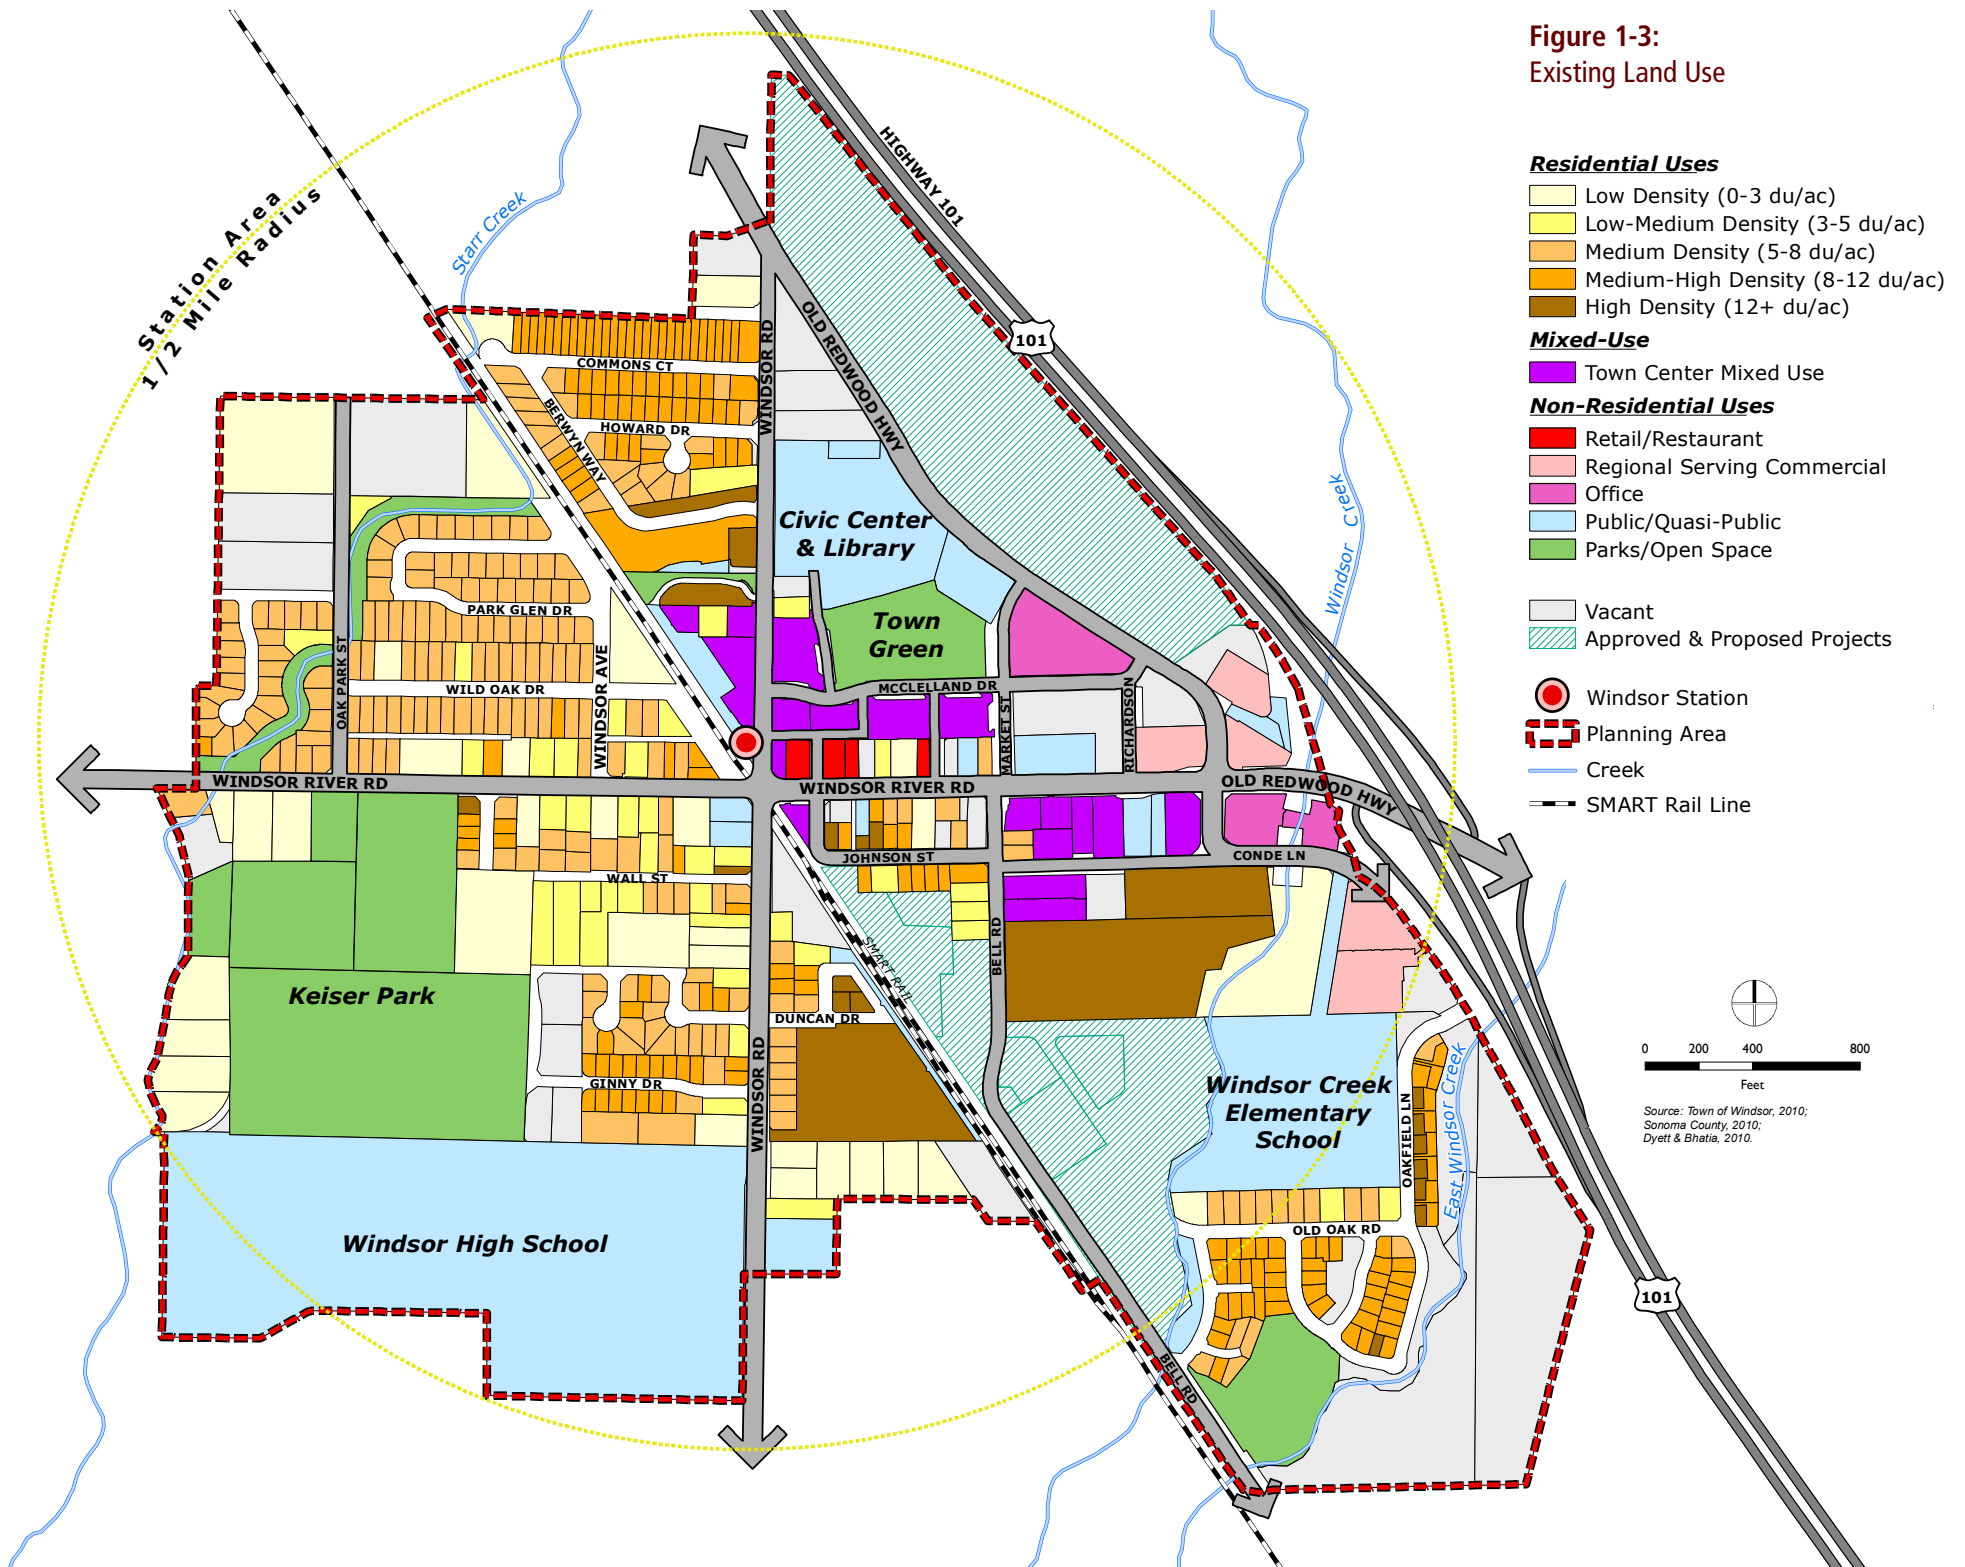 Figure 1-3:
Existing Land Use
Residential Uses
Low Density (0-3 du/ac)
Low-Medium Density (3-5 du/ac)
Medium Density (5-8 du/ac)
Medium-High Density (8-12 du/ac)
High Density (12+ du/ac)
Mixed-Use
Town Center Mixed Use
Non-Residential Uses
Retail/Restaurant
Regional Serving Commercial
Office
Public/Quasi-Public
Parks/Open Space
Vacant
Approved & Proposed Projects
Windsor Station
Planning Area
Creek
SMART Rail Line
0 200 400 800
Feet
Source: Town of Windsor, 2010;
Sonoma County, 2010;
Dyett & Bhatia, 2010.
Station Area
1/2 Mile Radius
Starr Creek
HIGHWAY 101
101
OLD REDWOOD HWY
WINDSOR RD
COMMONS CT
BERWYN WAY
HOWARD DR
Windsor Creek
Civic Center
& Library
Town
Green
PARK GLEN DR
OAK PARK ST
WILD OAK DR
WINDSOR AVE
MCCLELLAND DR
MARKET ST
RICHARDSON
WINDSOR RIVER RD
WINDSOR RIVER RD
OLD REDWOOD HWY
JOHNSON ST
CONDE LN
WALL ST
BELL RD
SMART RAIL
Keiser Park
DUNCAN DR
GINNY DR
WINDSOR RD
Windsor Creek
Elementary
School
OAKFIELD LN
East Windsor Creek
OLD OAK RD
Windsor High School
BELL RD
101